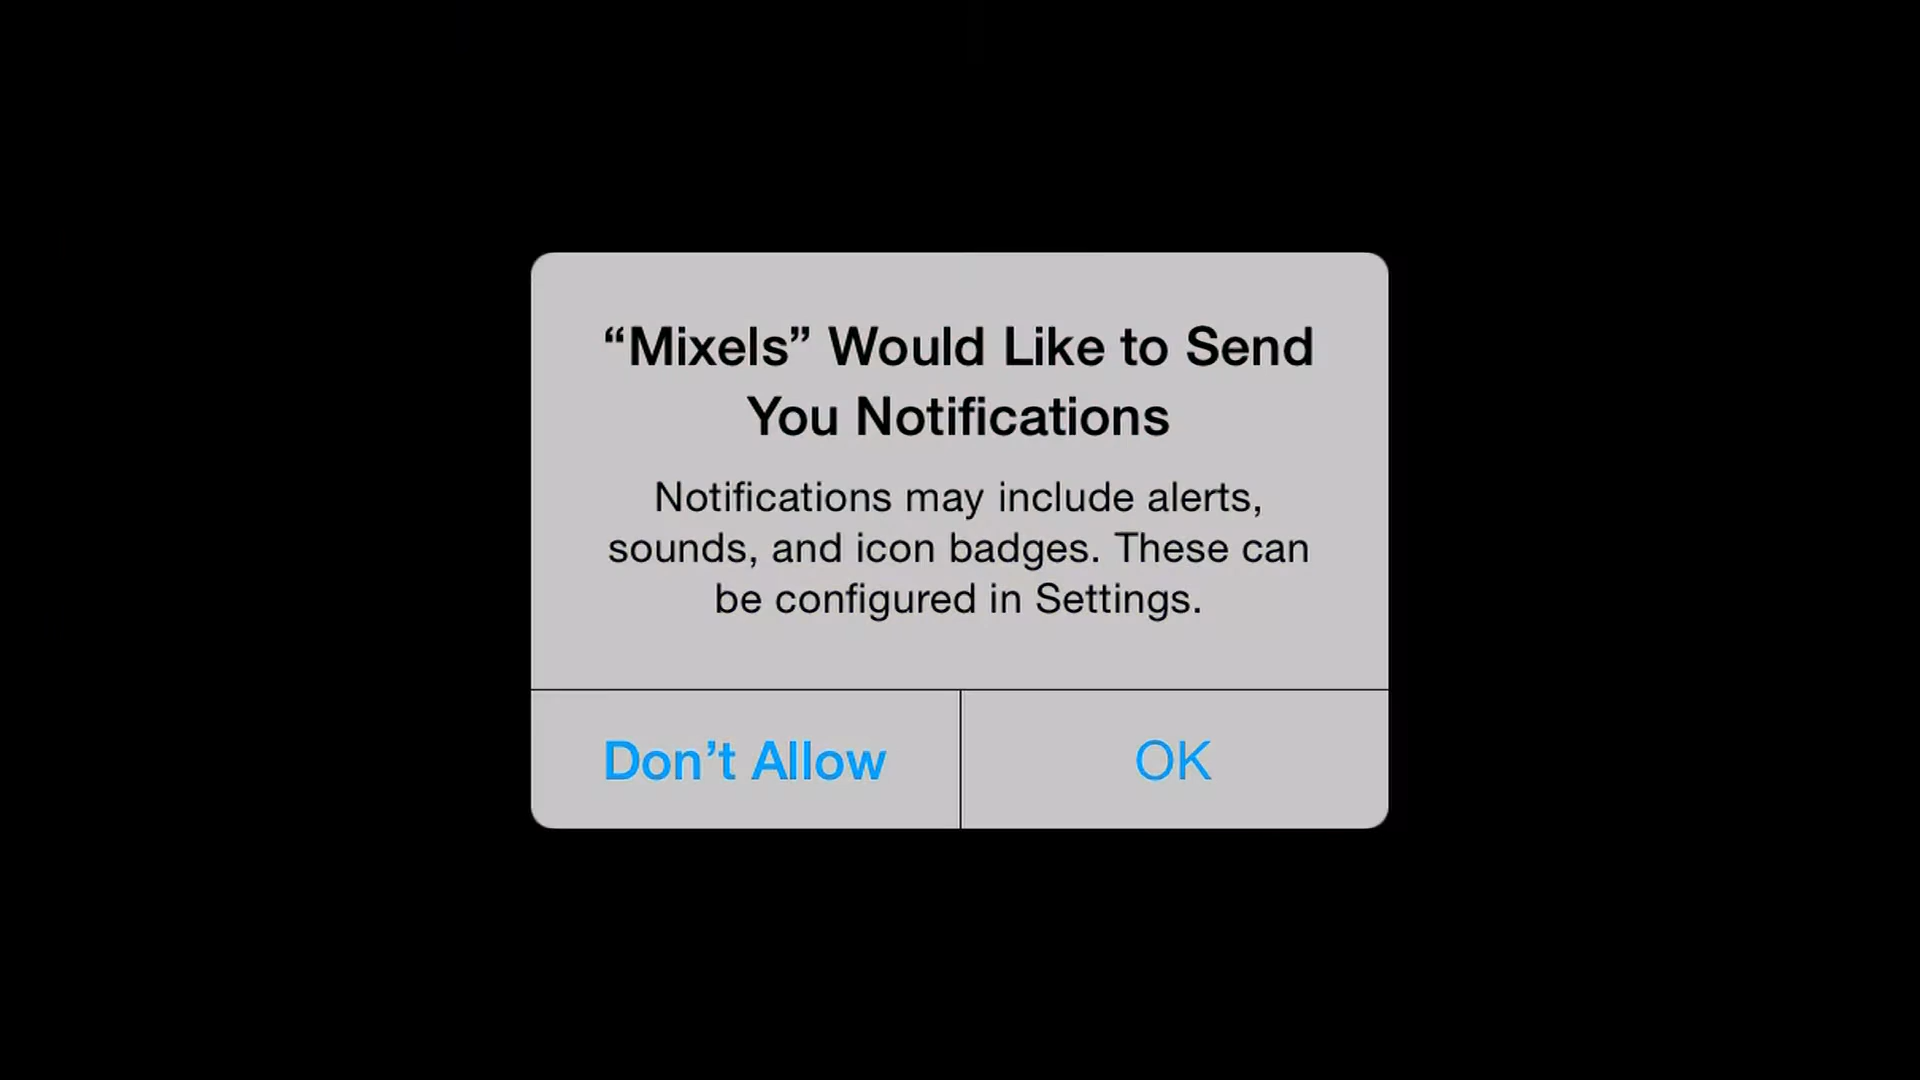 “Mixels” Would Like to Send
You Notifications
Notifications may include alerts,
sounds, and icon badges. These can
be configured in Settings.
Don’t Allow
OK